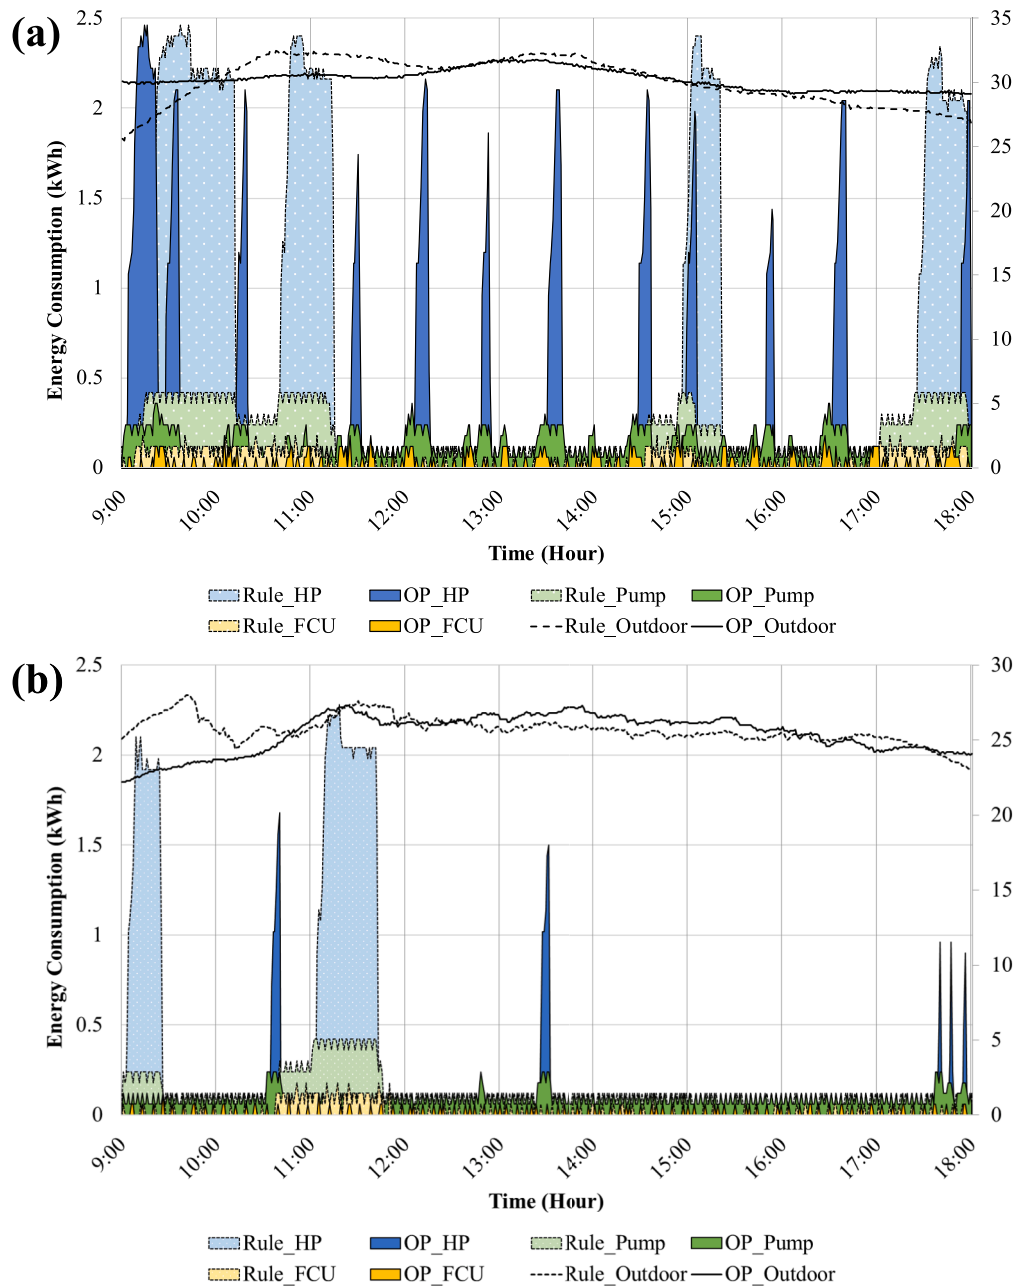 (a)
2.5
2
1.5
1
0.5
0
Energy Consumption (kWh)
35
30
25
20
15
10
5
0
9:00 10:00 11:00 12:00 13:00 14:00 15:00 16:00 17:00 18:00
Time (Hour)
Rule_HP OP_HP Rule_Pump OP_Pump
Rule_FCU OP_FCU Rule_Outdoor OP_Outdoor
(b)
2.5
2
1.5
1
0.5
0
Energy Consumption (kWh)
30
25
20
15
10
5
0
9:00 10:00 11:00 12:00 13:00 14:00 15:00 16:00 17:00 18:00
Time (Hour)
Rule_HP OP_HP Rule_Pump OP_Pump
Rule_FCU OP_FCU Rule_Outdoor OP_Outdoor